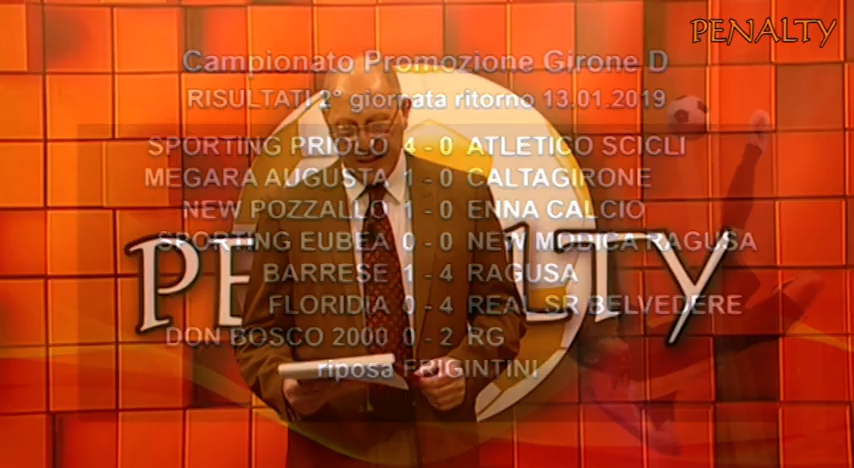 PENALTY
Campionato Promozione Girone D
RISULTATI 2° giornata ritorno 13.01.2019
SPORTING PRIOLO 4 - 0 ATLETICO SCICLI
MEGARA AUGUSTA 1 - 0 CALTAGIRONE
NEW POZZALLO 1 - 0 ENNA CALCIO
SPORTING EUBEA 0 - 0 NEW MODICA RAGUSA
BARRESE 1 - 4 RAGUSA
FLORIDIA 0 - 4 REAL SR BELVEDERE
DON BOSCO 2000 0 - 2 RG
riposa FRIGINTINI